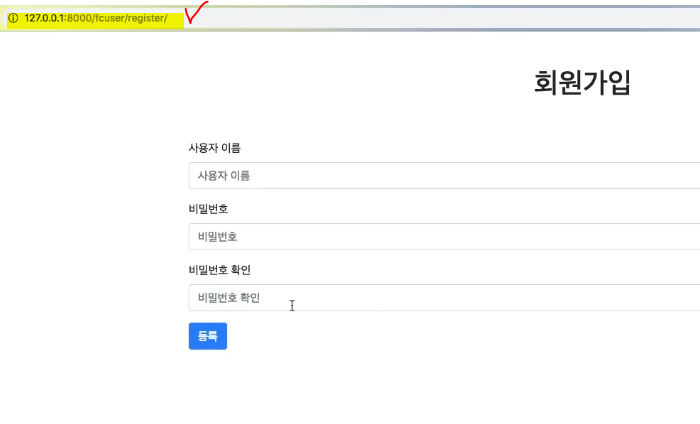 127.0.0.1:8000/fcuser/register/
회원가입
사용자 이름
사용자 이름
비밀번호
비밀번호
비밀번호 확인
비밀번호 확인
등록